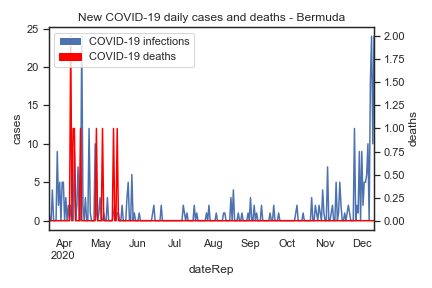 New COVID-19 daily cases and deaths - Bermuda
COVID-19 infections
COVID-19 deaths
25
20
15
10
5
0
cases
2.00
1.75
1.50
1.25
1.00
0.75
0.50
0.25
0.00
deaths
Apr May Jun Jul Aug Sep Oct Nov Dec
2020
dateRep